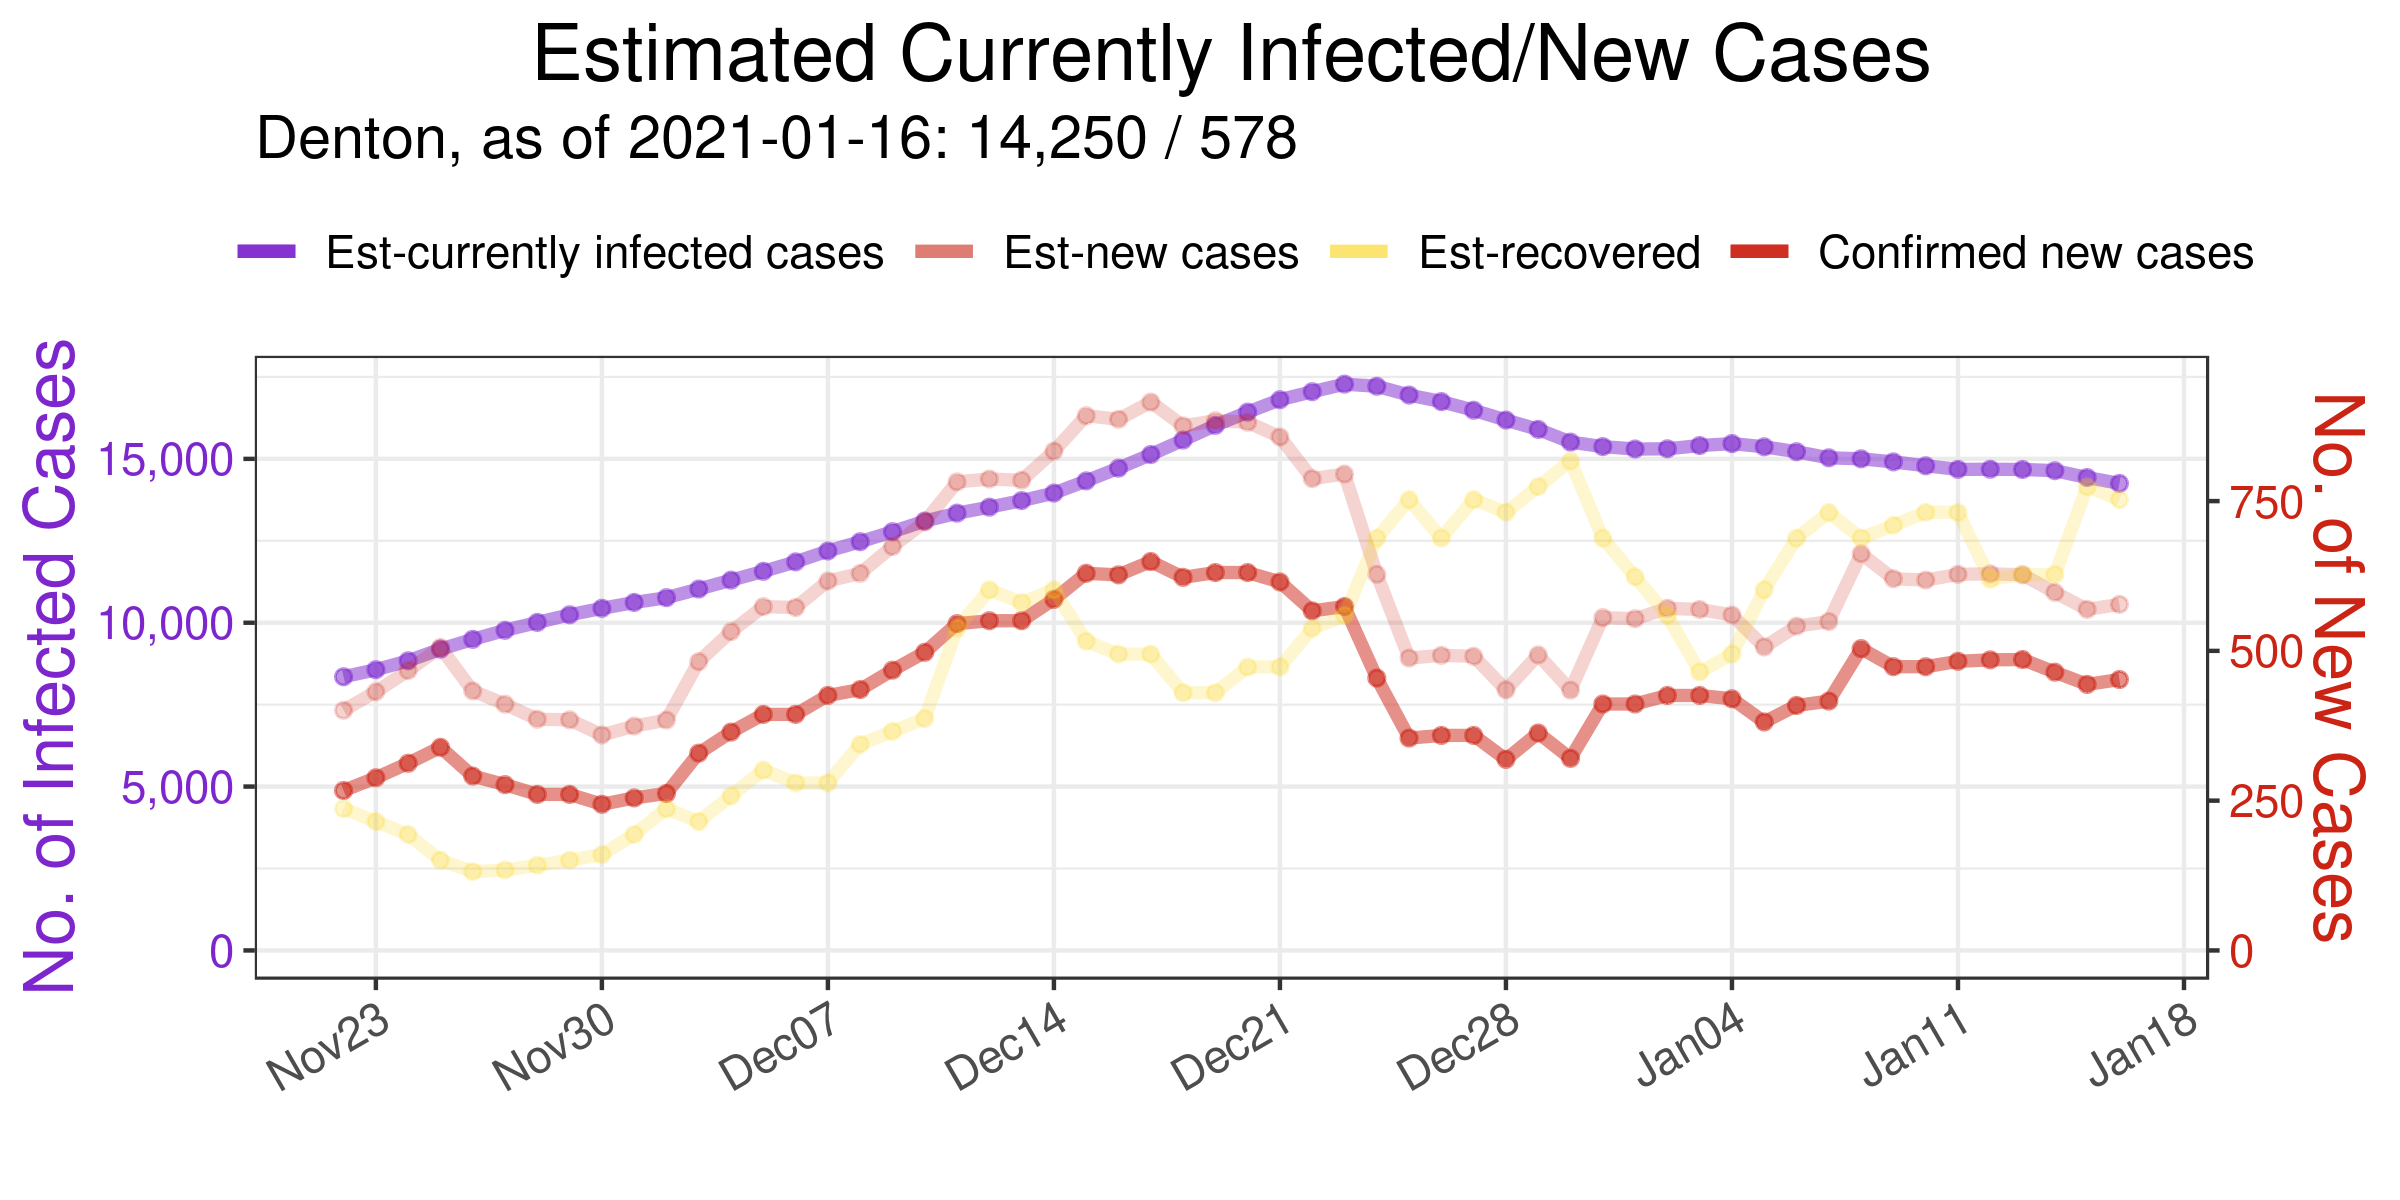 Estimated Currently Infected/New Cases
Denton, as of 2021-01-16: 14,250 / 578
Est-currently infected cases Est-new cases Est-recovered Confirmed new cases
No. of Infected Cases
15,000
10,000
5,000
0
750
500
250
0
No. of New Cases
Nov23 Nov30 Dec07 Dec14 Dec21 Dec28 Jan04 Jan11 Jan18